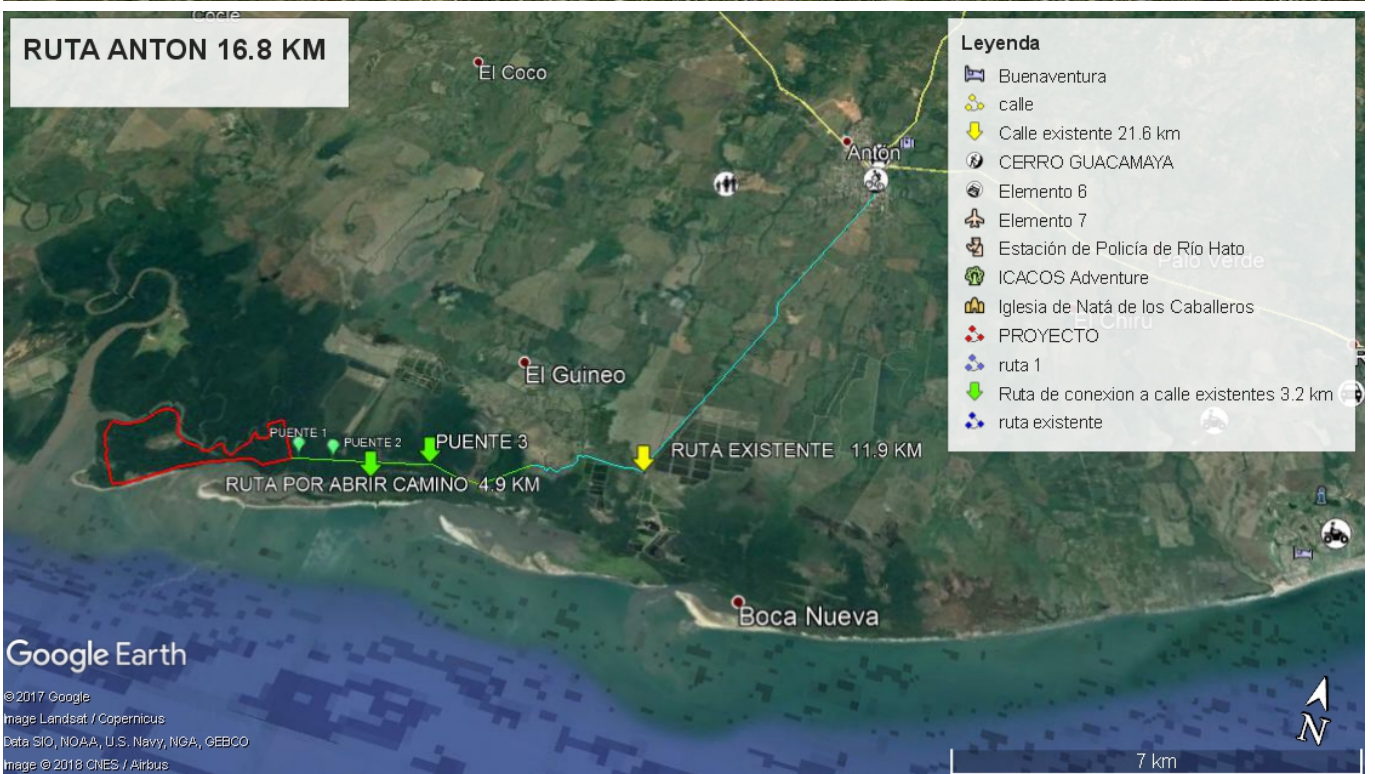 Cocle
RUTA ANTON 16.8 KM
El Coco
Antón
Leyenda
Buenaventura
calle
Calle existente 21.6 km
CERRO GUACAMAYA
Elemento 6
Elemento 7
Estación de Policía de Río Hato
Palo Verde
ICACOS Adventure
Iglesia de Natá de los Caballeros
El Chirú
PROYECTO
ruta 1
Ruta de conexion a calle existentes 3.2 km
ruta existente
El Guineo
PUENTE 1
PUENTE 2
PUENTE 3
RUTA EXISTENTE 11.9 KM
RUTA POR ABRIR CAMINO 4.9 KM
Boca Nueva
Google Earth
©2017 Google
Image Landsat / Copernicus
Data SIO, NOAA, U.S. Navy, NGA, GEBCO
Image © 2018 CNES / Airbus
N
7 km